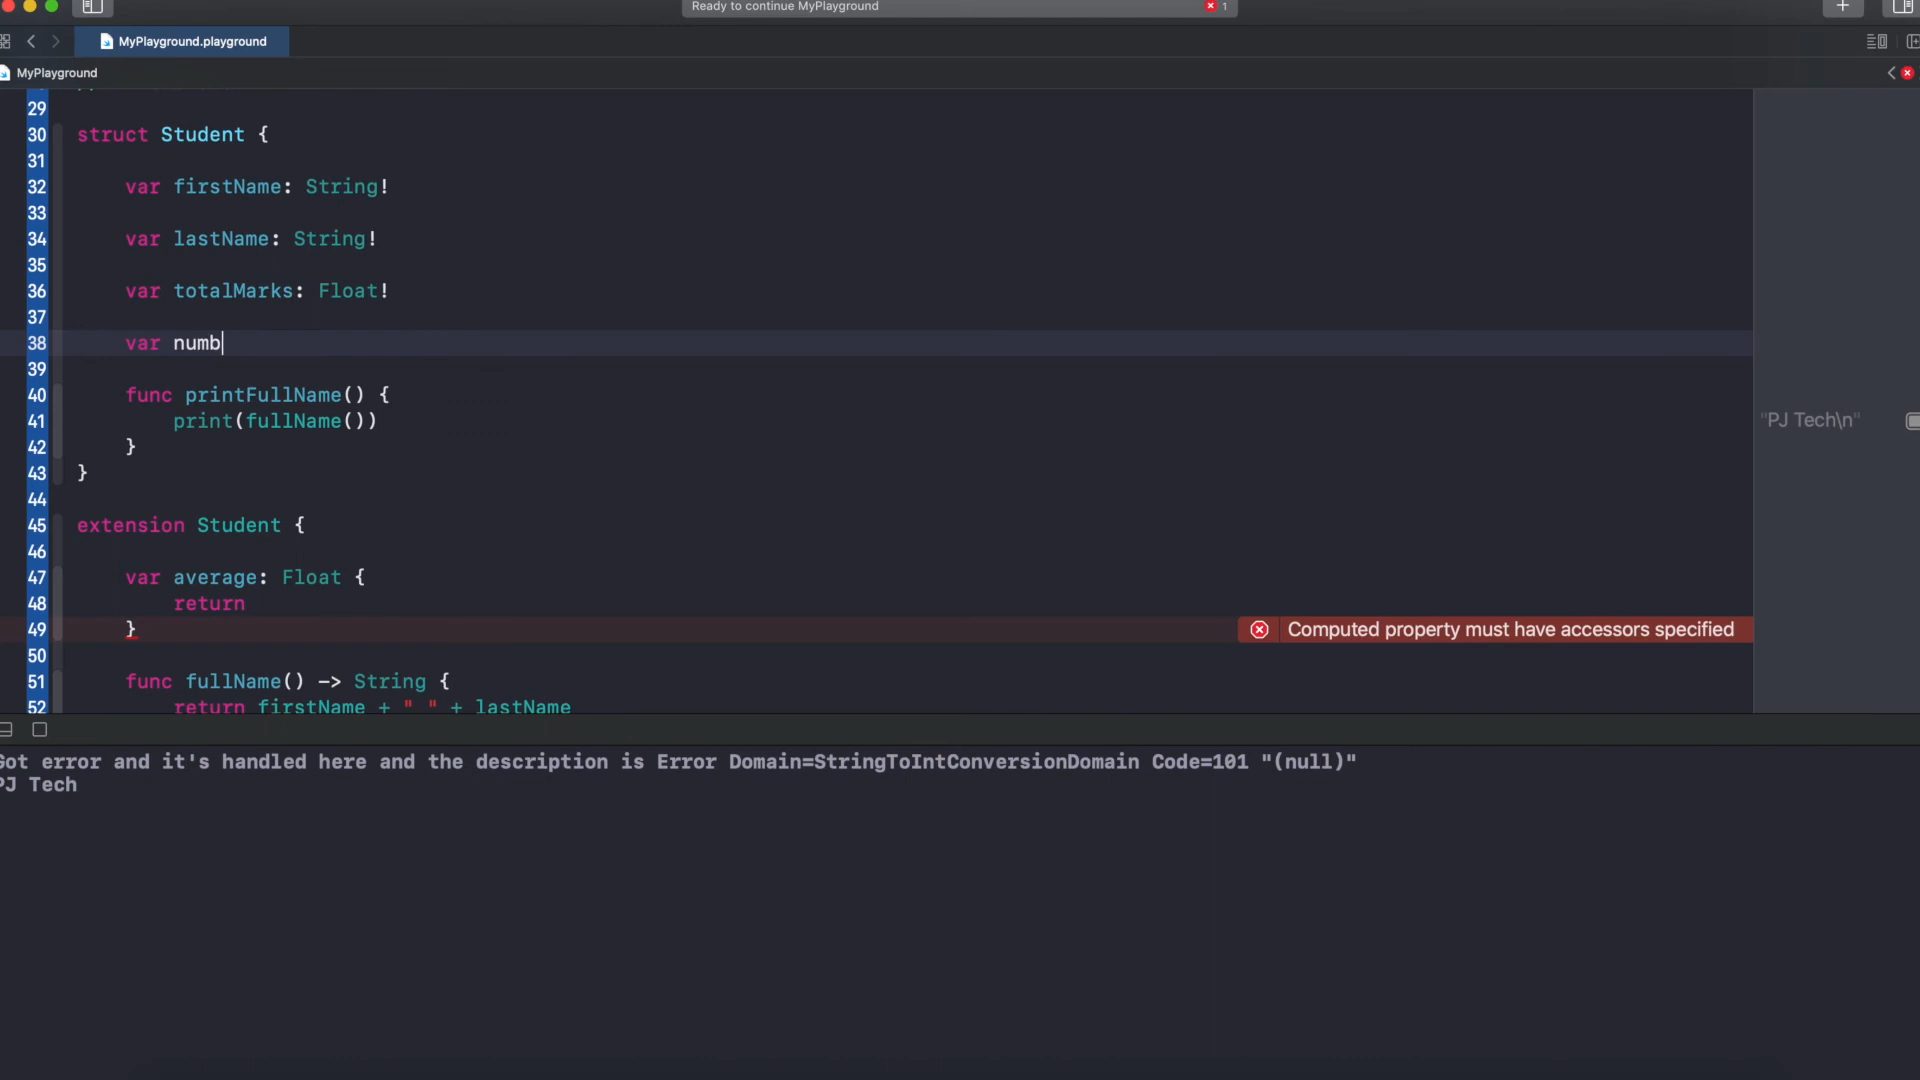 Ready to continue MyPlayground 1
MyPlayground.playground
MyPlayground
29
30 struct Student {
31
32 var firstName: String!
33
34 var lastName: String!
35
36 var totalMarks: Float!
37
38 var numb
39
40 func printFullName() {
41 print(fullName()) "PJ Tech\n"
42 }
43 }
44
45 extension Student {
46
47 var average: Float {
48 return
49 } Computed property must have accessors specified
50
51 func fullName() -> String {
52 return firstName + " " + lastName
Got error and it's handled here and the description is Error Domain=StringToIntConversionDomain Code=101 "(null)"
PJ Tech